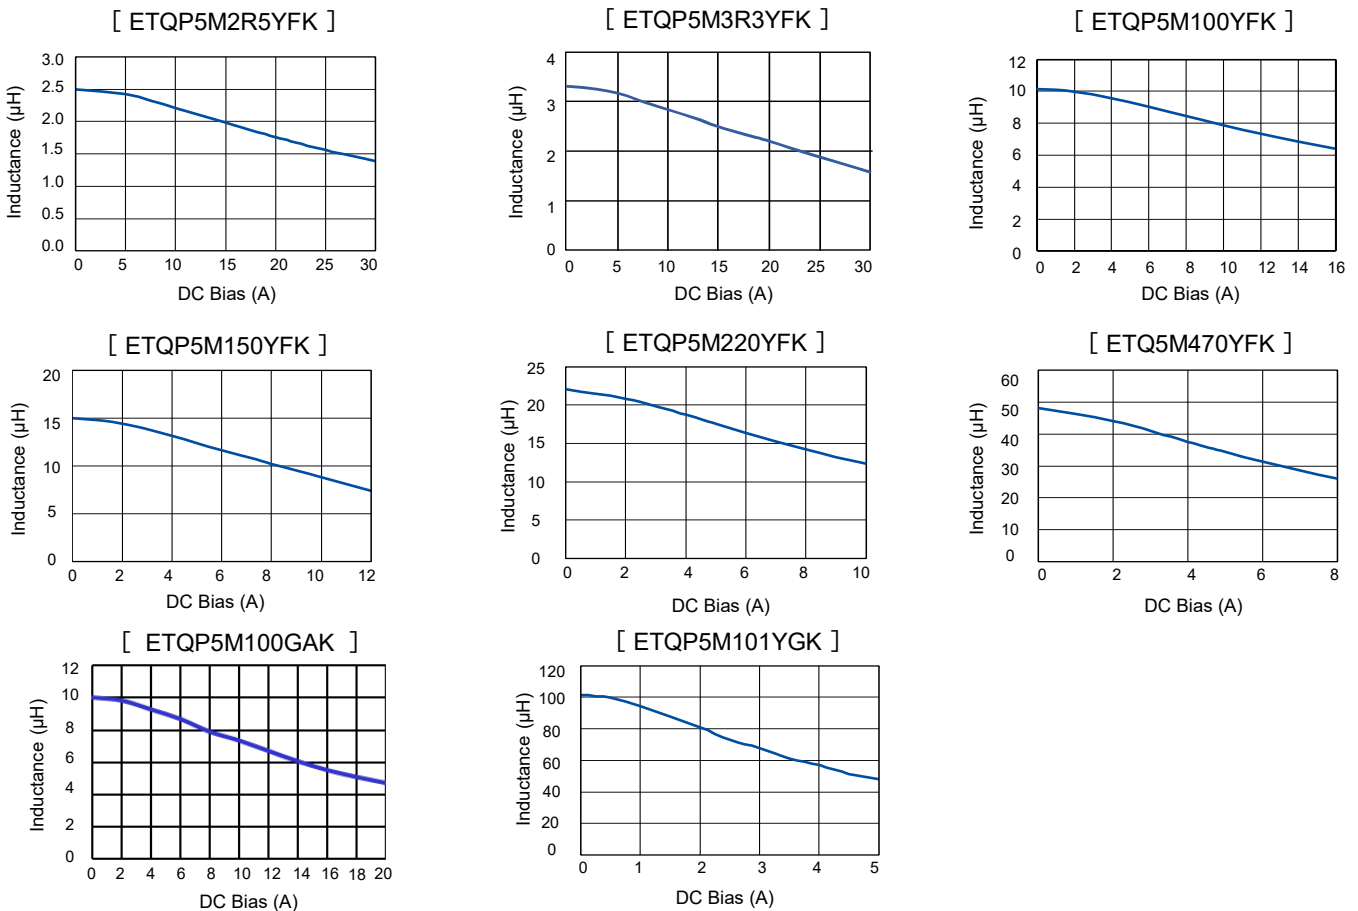 [ ETQP5M2R5YFK ]
3.0
2.5
2.0
1.5
1.0
0.5
0.0
Inductance (μH)
0 5 10 15 20 25 30
DC Bias (A)
[ ETQP5M3R3YFK ]
4
3
2
1
0
Inductance (μH)
0 5 10 15 20 25 30
DC Bias (A)
[ ETQP5M100YFK ]
12
10
8
6
4
2
0
Inductance (μH)
0 2 4 6 8 10 12 14 16
DC Bias (A)
[ ETQP5M150YFK ]
20
15
10
5
0
Inductance (μH)
0 2 4 6 8 10 12
DC Bias (A)
[ ETQP5M220YFK ]
25
20
15
10
5
0
Inductance (μH)
0 2 4 6 8 10
DC Bias (A)
[ ETQ5M470YFK ]
60
50
40
30
20
10
0
Inductance (μH)
0 2 4 6 8
DC Bias (A)
[ ETQP5M100GAK ]
12
10
8
6
4
2
0
Inductance (μH)
0 2 4 6 8 10 12 14 16 18 20
DC Bias (A)
[ ETQP5M101YGK ]
120
100
80
60
40
20
0
Inductance (μH)
0 1 2 3 4 5
DC Bias (A)